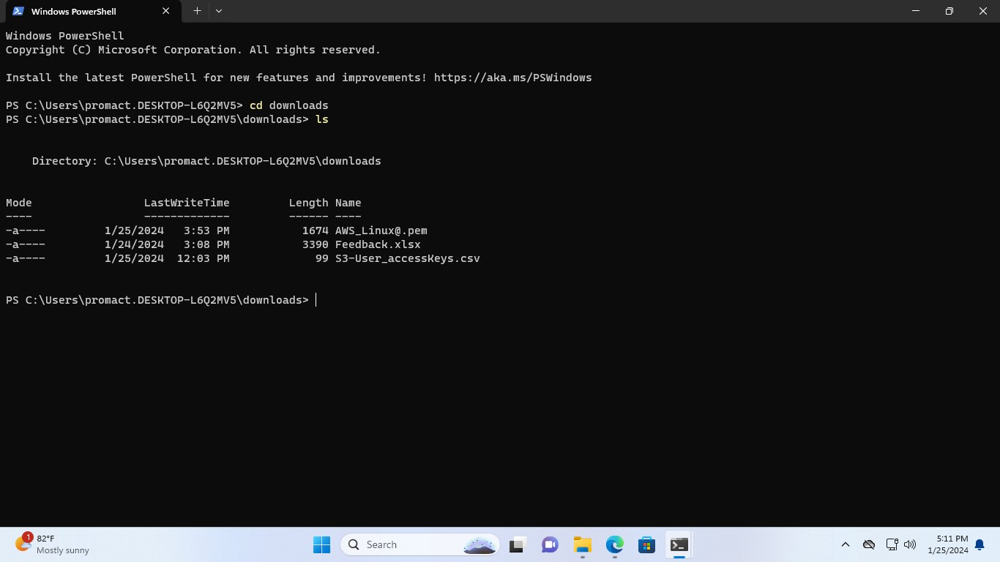 Windows PowerShell
Windows PowerShell
Copyright (C) Microsoft Corporation. All rights reserved.
Install the latest PowerShell for new features and improvements! https://aka.ms/PSWindows
PS C:\Users\promact.DESKTOP-L6Q2MV5> cd downloads
PS C:\Users\promact.DESKTOP-L6Q2MV5\downloads> ls
Directory: C:\Users\promact.DESKTOP-L6Q2MV5\downloads
Mode LastWriteTime Length Name
---- ------------- ------ ----
-a---- 1/25/2024 3:53 PM 1674 AWS_Linux@.pem
-a---- 1/24/2024 3:08 PM 3390 Feedback.xlsx
-a---- 1/25/2024 12:03 PM 99 S3-User_accessKeys.csv
PS C:\Users\promact.DESKTOP-L6Q2MV5\downloads>
1
82°F
Mostly sunny
Search
5:11 PM
1/25/2024